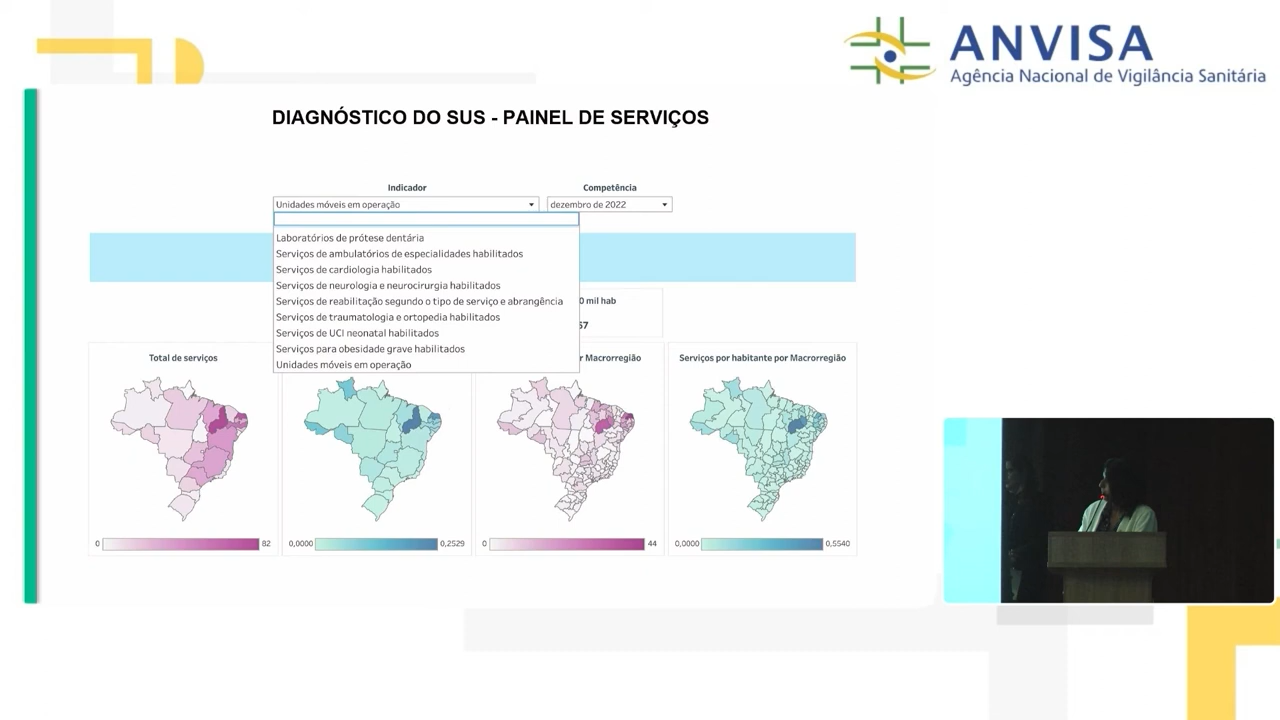 ANVISA
Agência Nacional de Vigilância Sanitária
DIAGNÓSTICO DO SUS - PAINEL DE SERVIÇOS
Indicador
Competência
Unidades móveis em operação
dezembro de 2022
Laboratórios de prótese dentária
Serviços de ambulatórios de especialidades habilitados
Serviços de cardiologia habilitados
Serviços de neurologia e neurocirurgia habilitados
Serviços de reabilitação segundo o tipo de serviço e abrangência
Serviços de traumatologia e ortopedia habilitados
Serviços de UCI neonatal habilitados
Serviços para obesidade grave habilitados
Unidades móveis em operação
0 mil hab
57
Total de serviços
r Macrorregião
Serviços por habitante por Macrorregião
0
82
0,0000
0,2529
0
44
0,0000
0,5540